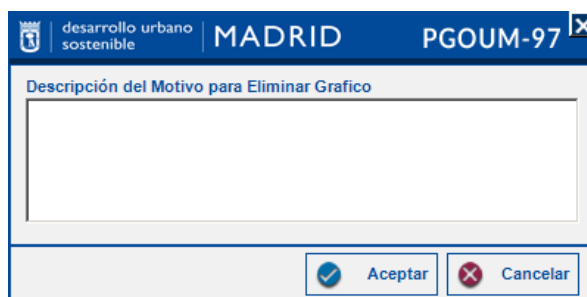 desarrollo urbano
sostenible
MADRID
PGOUM-97
Descripción del Motivo para Eliminar Grafico
Aceptar
Cancelar